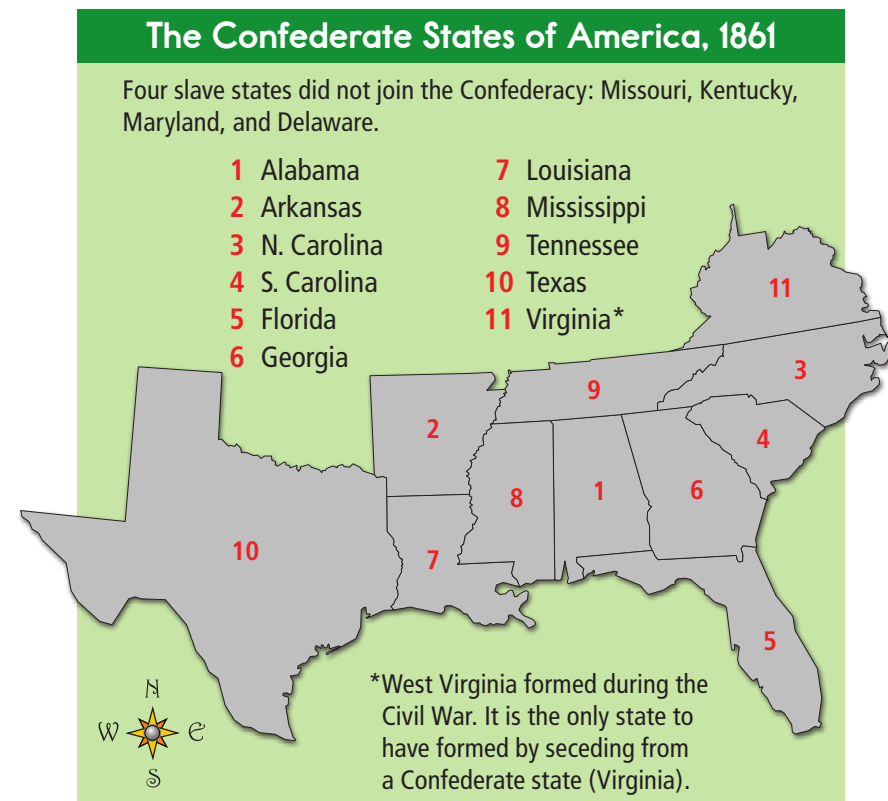 The Confederate States of America, 1861
Four slave states did not join the Confederacy: Missouri, Kentucky,
Maryland, and Delaware.
1 Alabama
2 Arkansas
3 N. Carolina
4 S. Carolina
5 Florida
6 Georgia
7 Louisiana
8 Mississippi
9 Tennessee
10 Texas
11 Virginia*
11
3
9
2
4
8
1
6
10
7
5
N
W E
S
*West Virginia formed during the
Civil War. It is the only state to
have formed by seceding from
a Confederate state (Virginia).